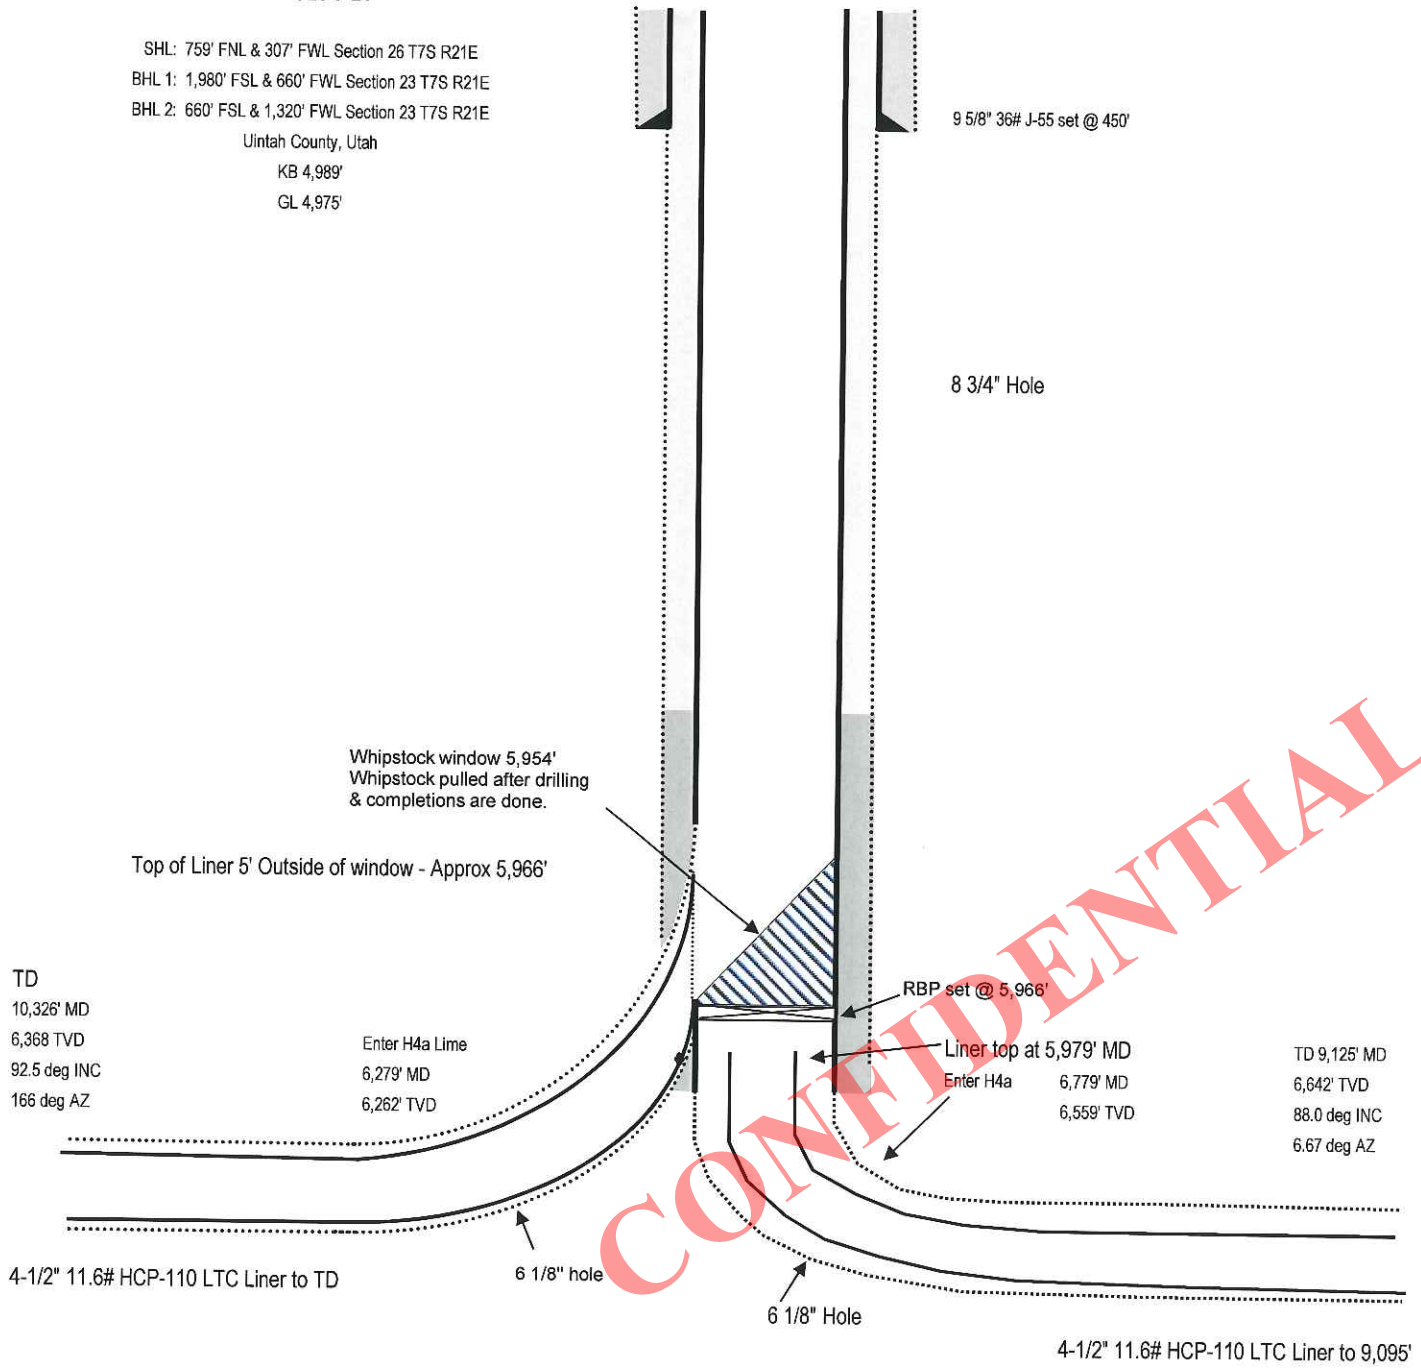 SHL: 759' FNL & 307' FWL Section 26 T7S R21E
BHL 1: 1,980' FSL & 660' FWL Section 23 T7S R21E
BHL 2: 660' FSL & 1,320' FWL Section 23 T7S R21E
Uintah County, Utah
KB 4,989'
GL 4,975'
9 5/8" 36# J-55 set @ 450'
8 3/4" Hole
Whipstock window 5,954'
Whipstock pulled after drilling
& completions are done.
Top of Liner 5' Outside of window - Approx 5,966'
TD
10,326' MD
6,368 TVD
92.5 deg INC
166 deg AZ
Enter H4a Lime
6,279' MD
6,262' TVD
RBP set @ 5,966'
Liner top at 5,979' MD
Enter H4a 6,779' MD
6,559' TVD
TD 9,125' MD
6,642' TVD
88.0 deg INC
6.67 deg AZ
4-1/2" 11.6# HCP-110 LTC Liner to TD
6 1/8" hole
6 1/8" Hole
4-1/2" 11.6# HCP-110 LTC Liner to 9,095'
CONFIDENTIAL